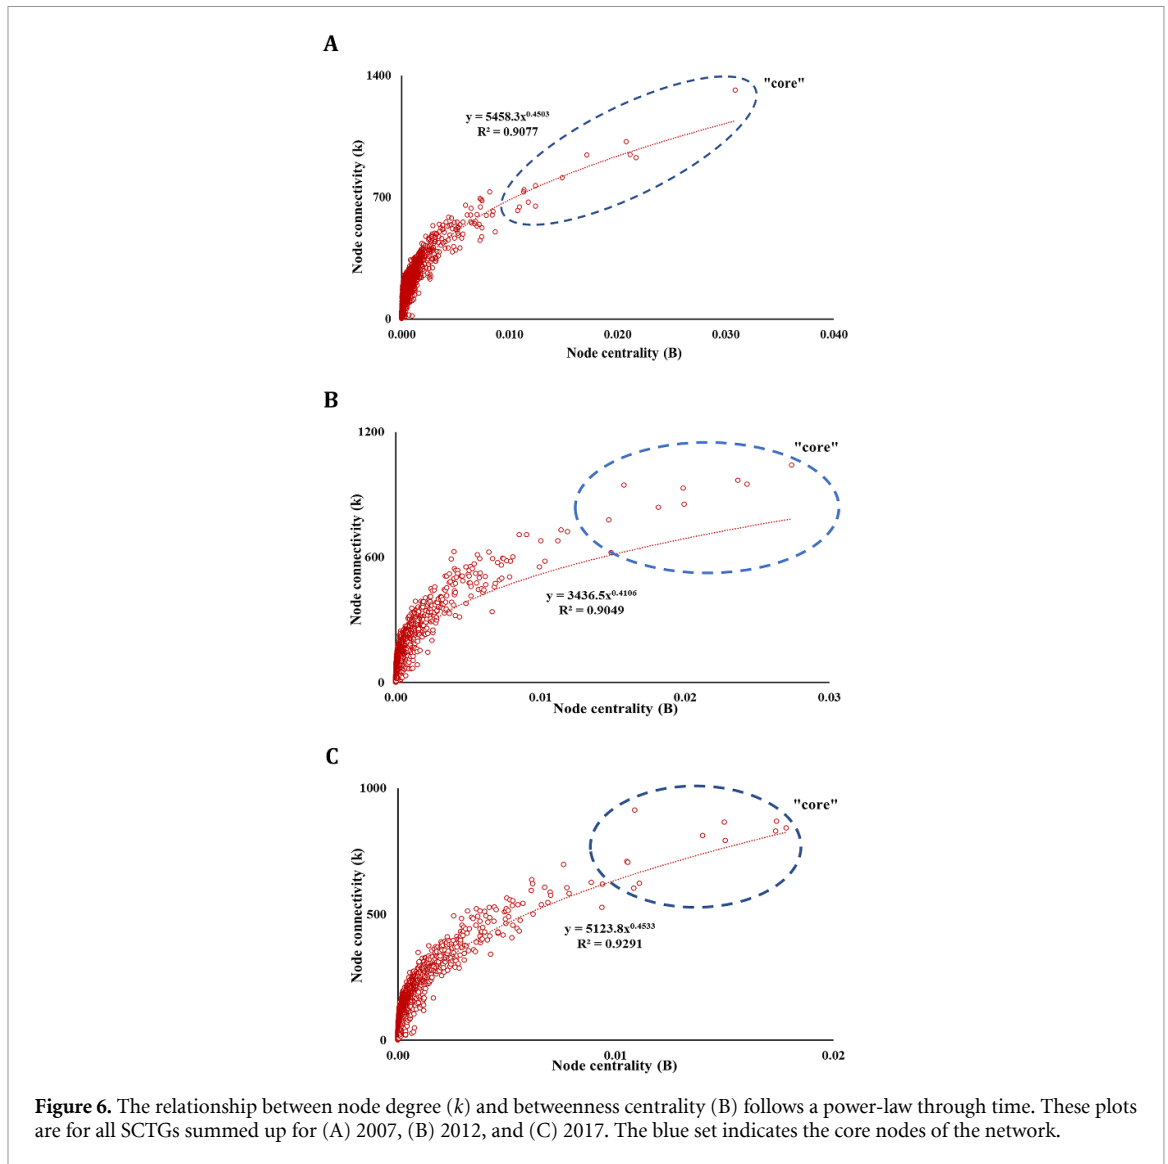 A
1400
"core"
y = 5458.3x^0.4503
R² = 0.9077
Node connectivity (k)
700
0
0.000 0.010 0.020 0.030 0.040
Node centrality (B)
B
1200
"core"
Node connectivity (k)
600
y = 3436.5x^0.4106
R² = 0.9049
0
0.00 0.01 0.02 0.03
Node centrality (B)
C
1000
"core"
Node connectivity (k)
500
y = 5123.8x^0.4533
R² = 0.9291
0
0.00 0.01 0.02
Node centrality (B)
Figure 6. The relationship between node degree (k) and betweenness centrality (B) follows a power-law through time. These plots
are for all SCTGs summed up for (A) 2007, (B) 2012, and (C) 2017. The blue set indicates the core nodes of the network.